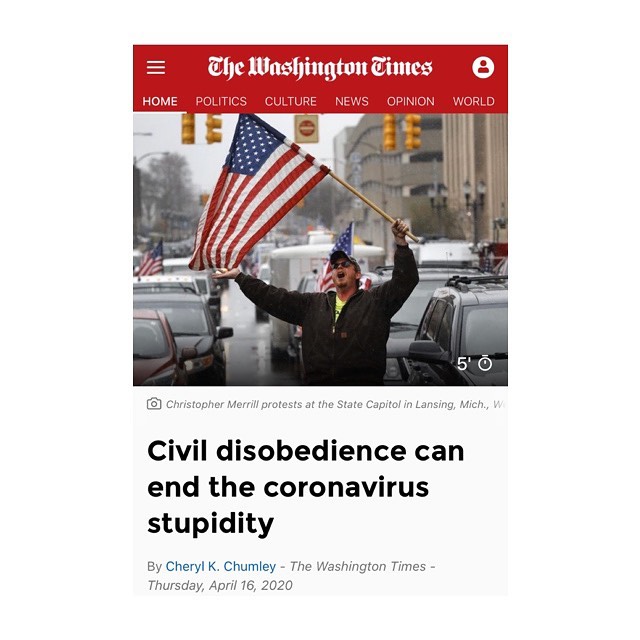 The Washington Times
HOME POLITICS CULTURE NEWS OPINION WORLD
5'
Christopher Merrill protests at the State Capitol in Lansing, Mich.,
Civil disobedience can
end the coronavirus
stupidity
By Cheryl K. Chumley - The Washington Times -
Thursday, April 16, 2020